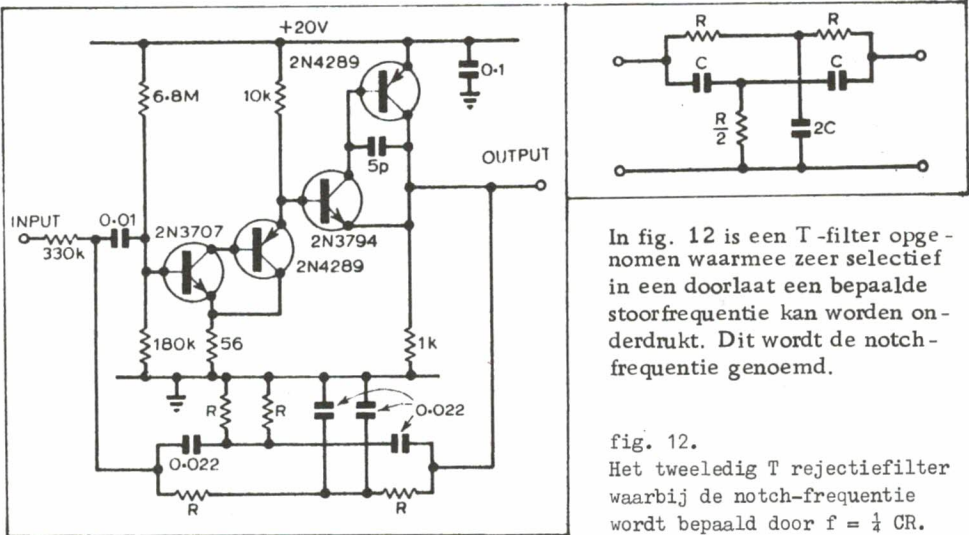 +20V
2N4289
0·1
6·8M
10k
5p
OUTPUT
INPUT
0·01
2N3707
2N3794
330k
2N4289
180k
56
1k
R
R
0·022
0·022
R
R
R
R
C
C
R
2
2C
In fig. 12 is een T-filter opge-
nomen waarmee zeer selectief
in een doorlaat een bepaalde
stoorfrequentie kan worden on-
derdrukt. Dit wordt de notch-
frequentie genoemd.
fig. 12.
Het tweeledig T rejectiefilter
waarbij de notch-frequentie
wordt bepaald door f = ¼ CR.